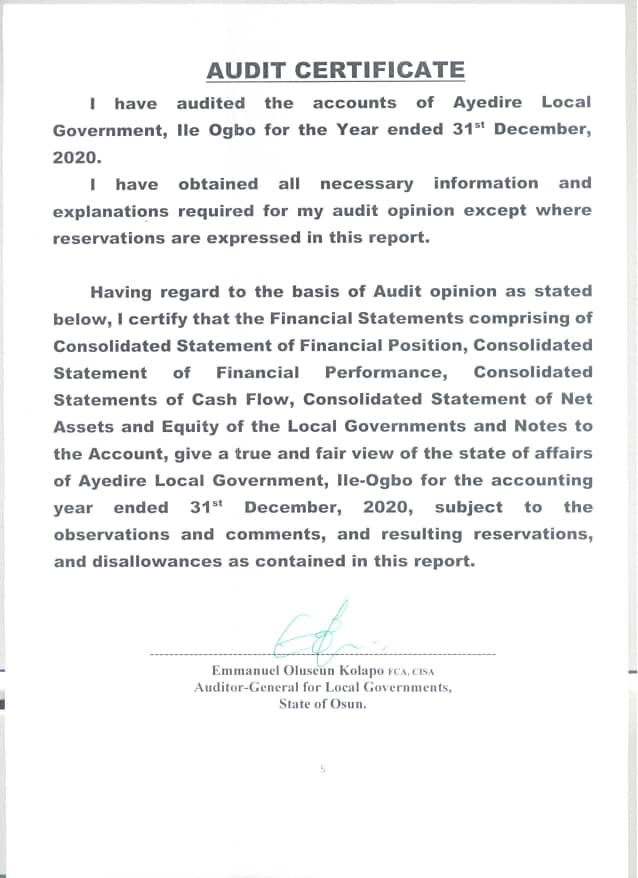 AUDIT CERTIFICATE
I have audited the accounts of Ayedire Local
Government, Ile Ogbo for the Year ended 31st December,
2020.
I have obtained all necessary information and
explanations required for my audit opinion except where
reservations are expressed in this report.
Having regard to the basis of Audit opinion as stated
below, I certify that the Financial Statements comprising of
Consolidated Statement of Financial Position, Consolidated
Statement of Financial Performance, Consolidated
Statements of Cash Flow, Consolidated Statement of Net
Assets and Equity of the Local Governments and Notes to
the Account, give a true and fair view of the state of affairs
of Ayedire Local Government, Ile-Ogbo for the accounting
year ended 31st December, 2020, subject to the
observations and comments, and resulting reservations,
and disallowances as contained in this report.
Emmanuel Oluseun Kolapo FCA, CISA
Auditor-General for Local Governments,
State of Osun.
5